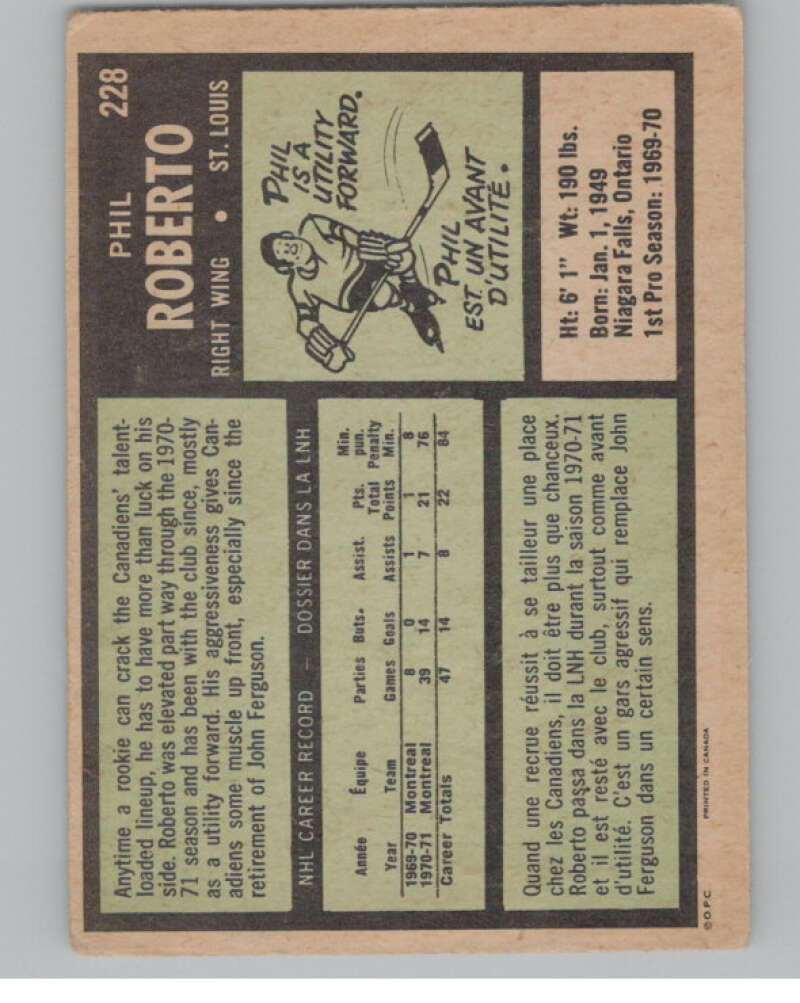 Anytime a rookie can crack the Canadiens' talent-
loaded lineup, he has to have more than luck on his
side. Roberto was elevated part way through the 1970-
71 season and has been with the club since, mostly
as a utility forward. His aggressiveness gives Can-
adiens some muscle up front, especially since the
retirement of John Ferguson.
PHIL 228
ROBERTO
RIGHT WING • ST. LOUIS
NHL CAREER RECORD — DOSSIER DANS LA LNH
Année Équipe Parties Buts. Assist. Pts. Min. pun.
Year Team Games Goals Assists Total Points Penalty Min.
1969-70 Montreal 8 0 1 1 8
1970-71 Montreal 39 14 7 21 76
Career Totals 47 14 8 22 84
PHIL
IS A
UTILITY
FORWARD.
PHIL
EST UN AVANT
D'UTILITÉ.
Quand une recrue réussit à se tailleur une place
chez les Canadiens, il doit être plus que chanceux.
Roberto passa dans la LNH durant la saison 1970-71
et il est resté avec le club, surtout comme avant
d'utilité. C'est un gars agressif qui remplace John
Ferguson dans un certain sens.
Ht: 6' 1" Wt: 190 lbs.
Born: Jan. 1, 1949
Niagara Falls, Ontario
1st Pro Season: 1969-70
© O.P.C. PRINTED IN CANADA